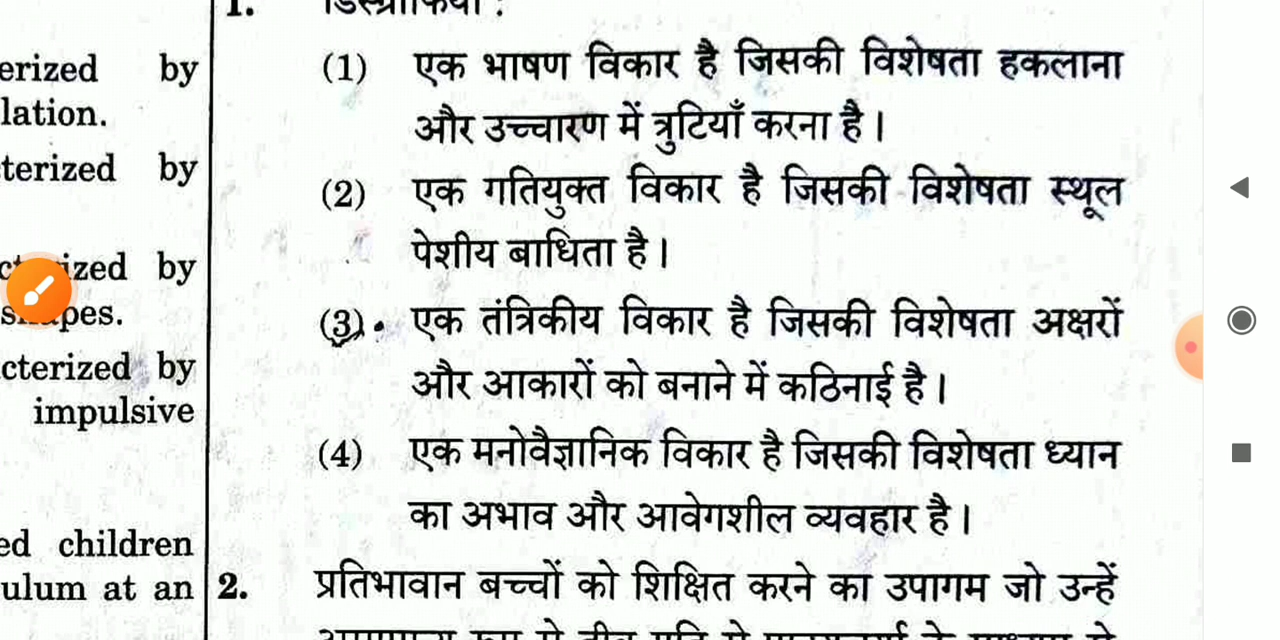 erized by
lation.
terized by
ized by
pes.
cterized by
impulsive
ed children
ulum at an
1. डिस्ग्राफिया :
(1) एक भाषण विकार है जिसकी विशेषता हकलाना
और उच्चारण में त्रुटियाँ करना है।
(2) एक गतियुक्त विकार है जिसकी विशेषता स्थूल
पेशीय बाधिता है।
(3) एक तंत्रिकीय विकार है जिसकी विशेषता अक्षरों
और आकारों को बनाने में कठिनाई है।
(4) एक मनोवैज्ञानिक विकार है जिसकी विशेषता ध्यान
का अभाव और आवेगशील व्यवहार है।
2. प्रतिभावान बच्चों को शिक्षित करने का उपागम जो उन्हें